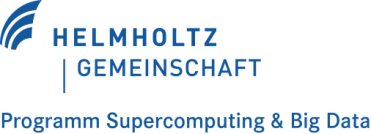 HELMHOLTZ
GEMEINSCHAFT
Programm Supercomputing & Big Data